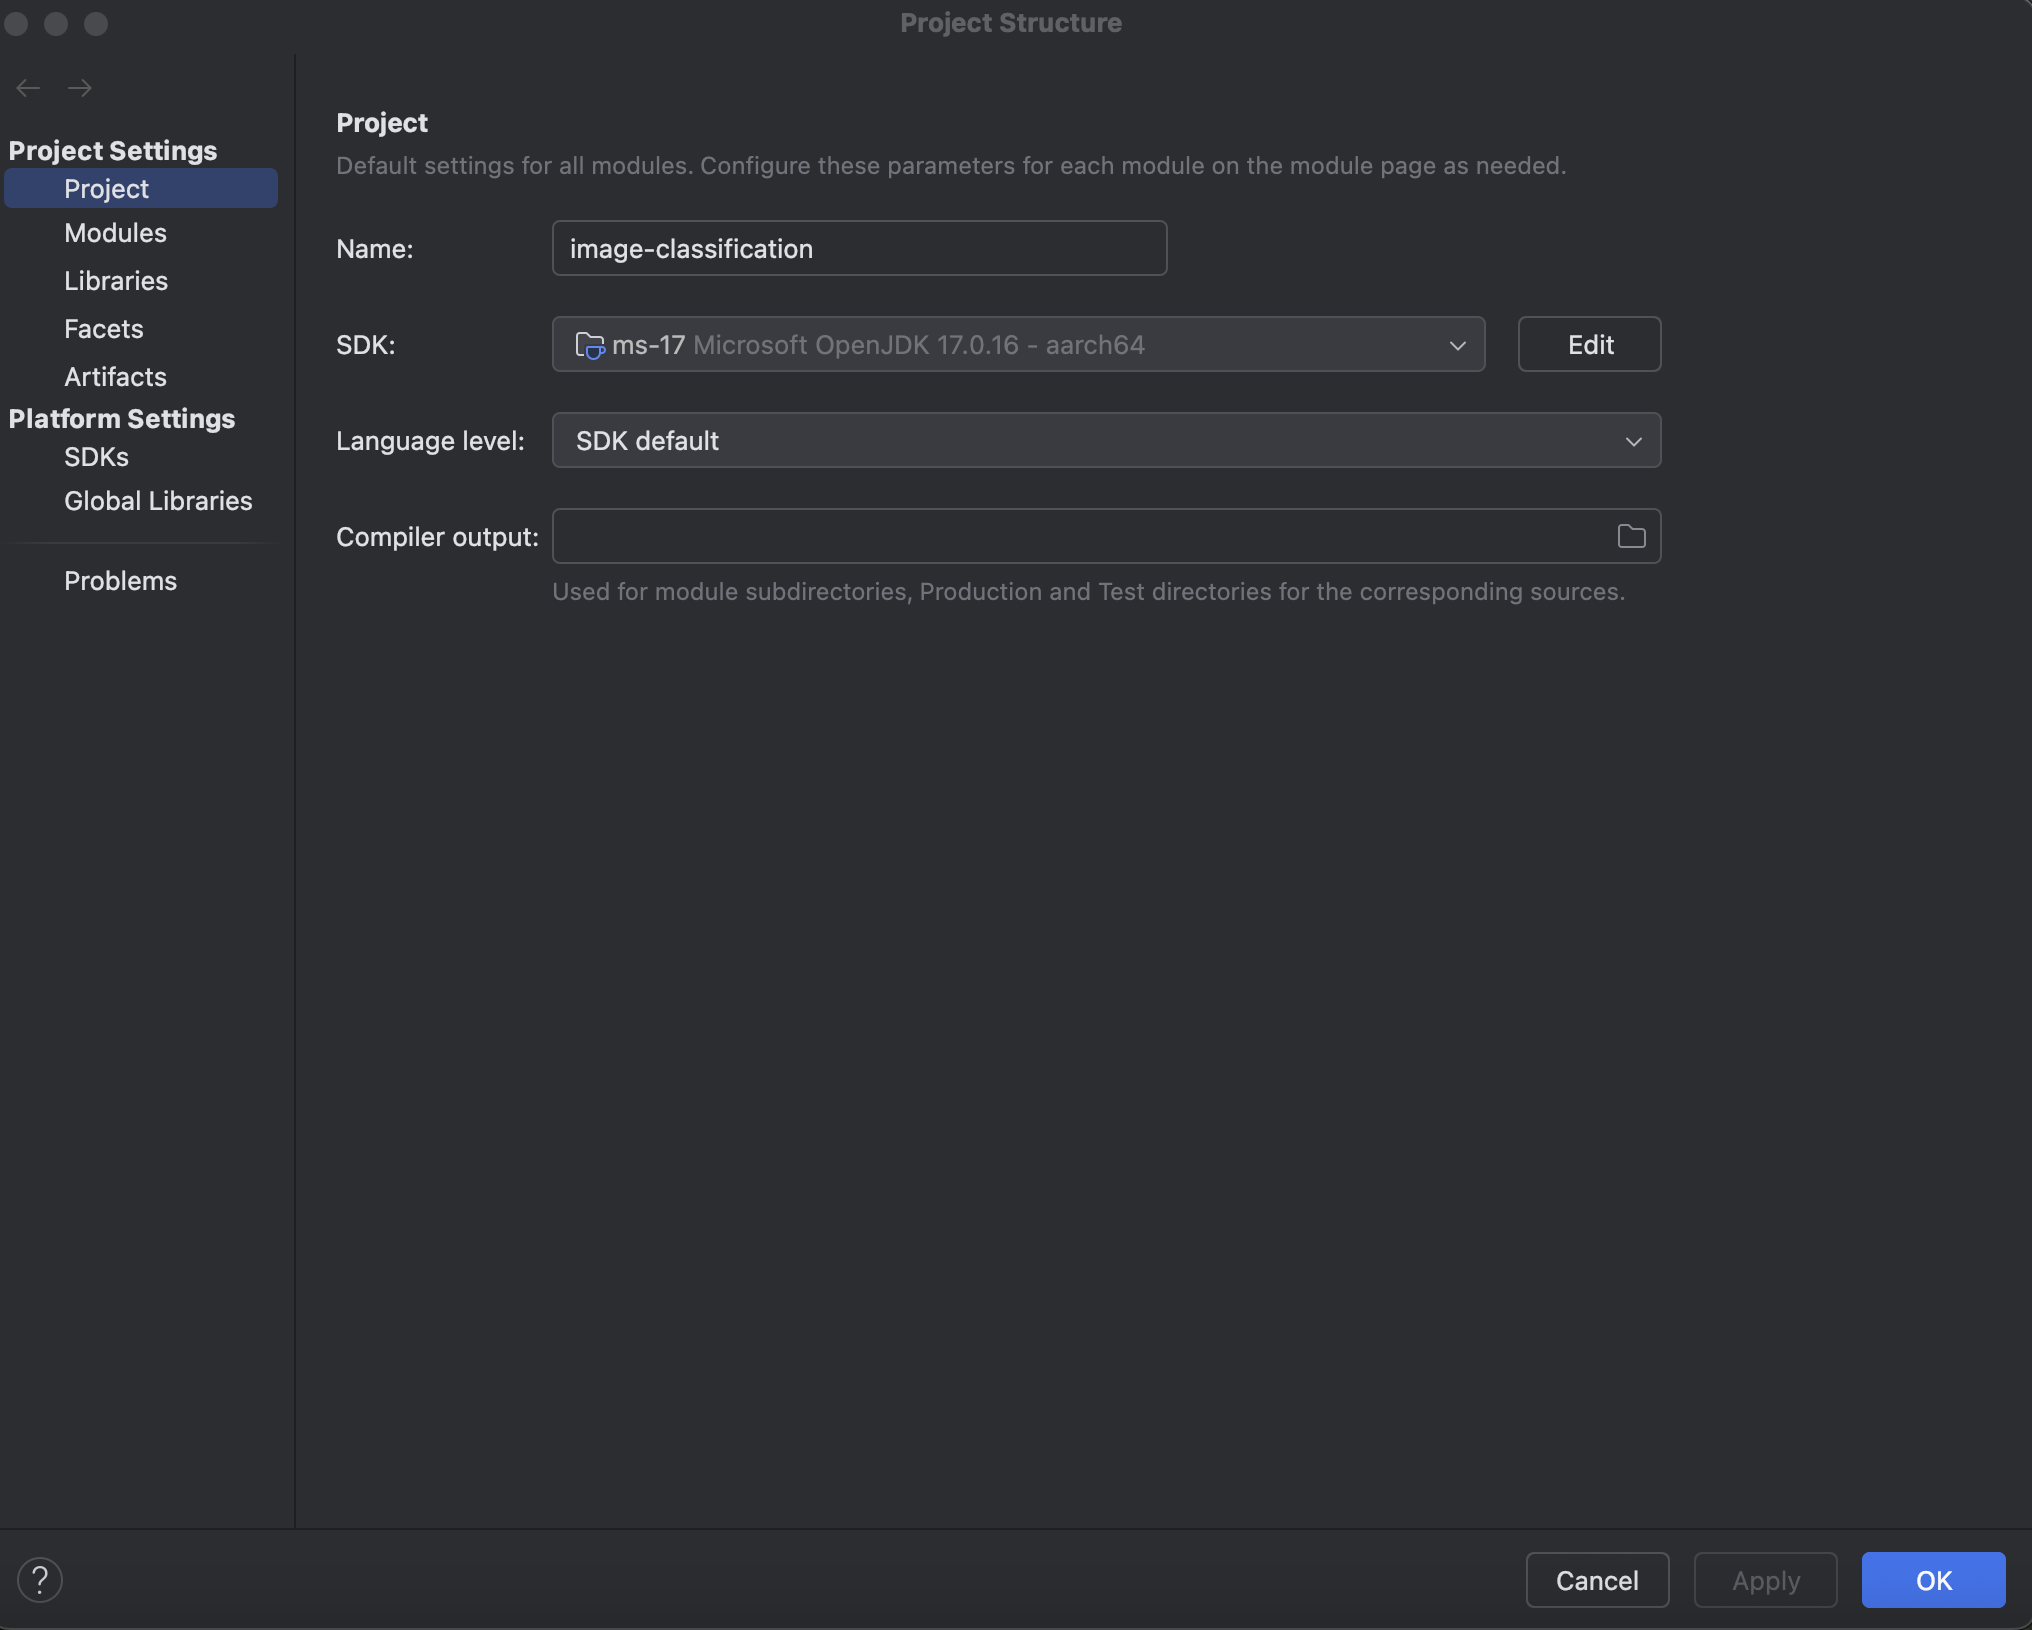 Project Structure
Project Settings
Project
Modules
Libraries
Facets
Artifacts
Platform Settings
SDKs
Global Libraries
Problems
Project
Default settings for all modules. Configure these parameters for each module on the module page as needed.
Name: image-classification
SDK: ms-17 Microsoft OpenJDK 17.0.16 - aarch64 Edit
Language level: SDK default
Compiler output:
Used for module subdirectories, Production and Test directories for the corresponding sources.
? Cancel Apply OK